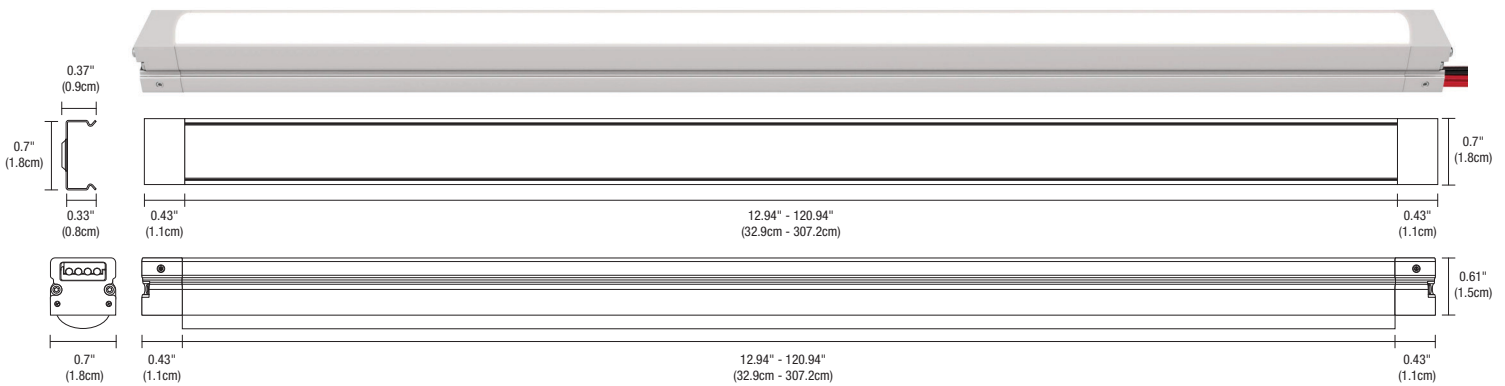 0.37"
(0.9cm)
0.7"
(1.8cm)
0.7"
(1.8cm)
0.33"
(0.8cm)
0.43"
(1.1cm)
12.94" - 120.94"
(32.9cm - 307.2cm)
0.43"
(1.1cm)
0.61"
(1.5cm)
0.7"
(1.8cm)
0.43"
(1.1cm)
12.94" - 120.94"
(32.9cm - 307.2cm)
0.43"
(1.1cm)